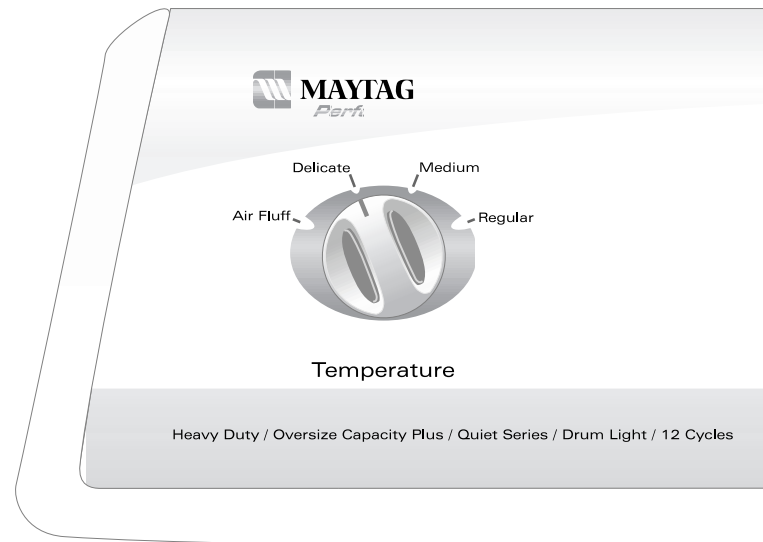 MAYTAG
Perf
Delicate Medium
Air Fluff Regular
Temperature
Heavy Duty / Oversize Capacity Plus / Quiet Series / Drum Light / 12 Cycles